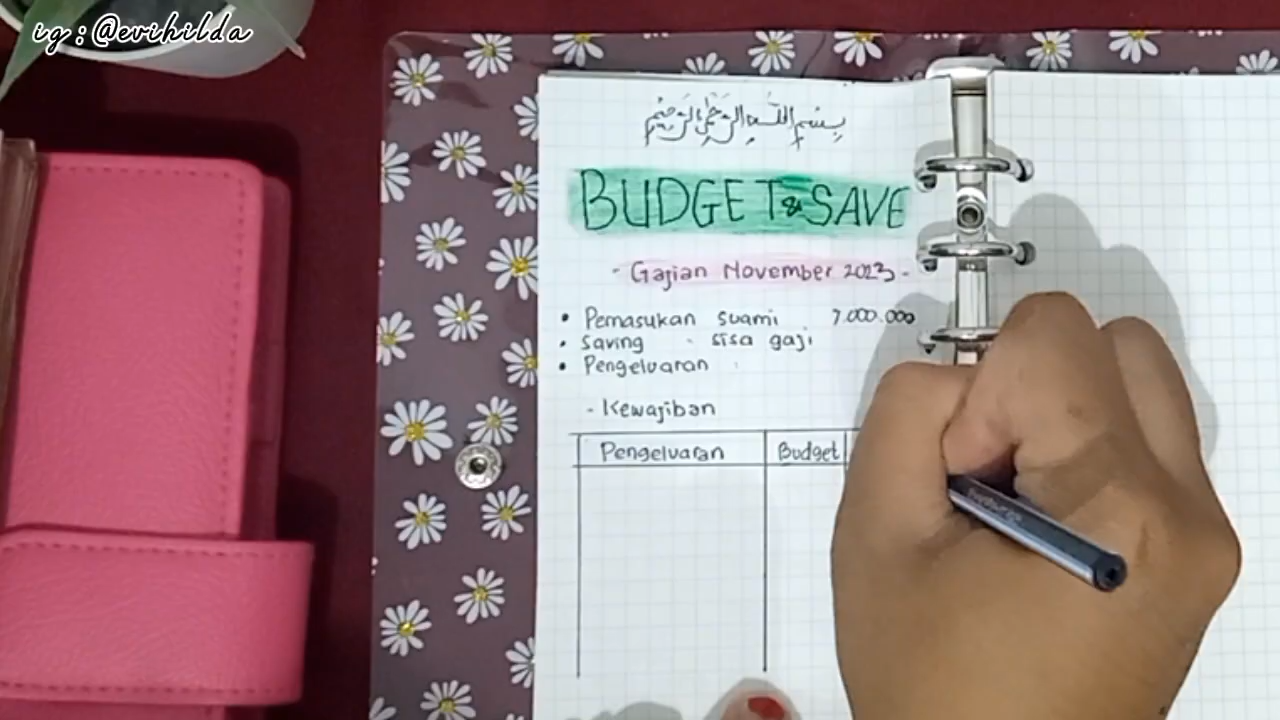 ig : @evihilda
بِسْمِ اللَّهِ الرَّحْمَنِ الرَّحِيْمِ
BUDGET & SAVE
- Gajian November 2023 -
• Pemasukan suami 7.000.000
• Saving - sisa gaji
• Pengeluaran
- Kewajiban
Pengeluaran Budget